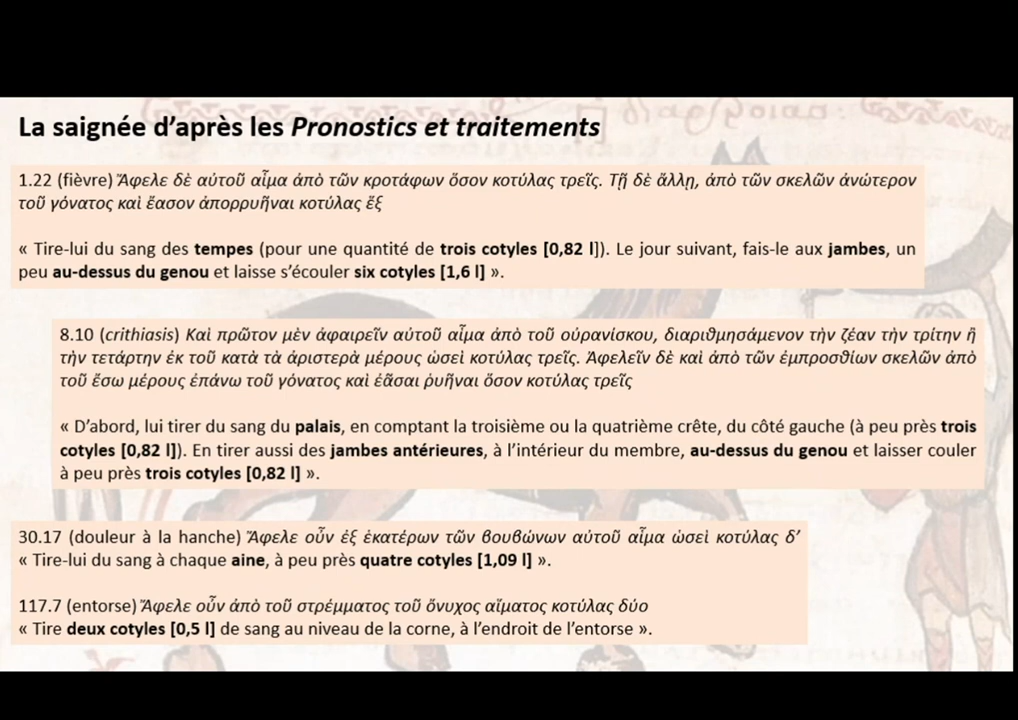 La saignée d’après les Pronostics et traitements
1.22 (fièvre) Ἄφελε δὲ αὐτοῦ αἷμα ἀπὸ τῶν κροτάφων ὅσον κοτύλας τρεῖς. Τῇ δὲ ἄλλῃ, ἀπὸ τῶν σκελῶν ἀνώτερον
τοῦ γόνατος καὶ ἔασον ἀπορρυῆναι κοτύλας ἕξ
« Tire-lui du sang des tempes (pour une quantité de trois cotyles [0,82 l]). Le jour suivant, fais-le aux jambes, un
peu au-dessus du genou et laisse s’écouler six cotyles [1,6 l] ».
8.10 (crithiasis) Καὶ πρῶτον μὲν ἀφαιρεῖν αὐτοῦ αἷμα ἀπὸ τοῦ οὐρανίσκου, διαριθμησάμενον τὴν ζέαν τὴν τρίτην ἢ
τὴν τετάρτην ἐκ τοῦ κατὰ τὰ ἀριστερὰ μέρους ὡσεὶ κοτύλας τρεῖς. Ἀφελεῖν δὲ καὶ ἀπὸ τῶν ἐμπροσθίων σκελῶν ἀπὸ
τοῦ ἔσω μέρους ἐπάνω τοῦ γόνατος καὶ ἐᾶσαι ῥυῆναι ὅσον κοτύλας τρεῖς
« D’abord, lui tirer du sang du palais, en comptant la troisième ou la quatrième crête, du côté gauche (à peu près trois
cotyles [0,82 l]). En tirer aussi des jambes antérieures, à l’intérieur du membre, au-dessus du genou et laisser couler
à peu près trois cotyles [0,82 l] ».
30.17 (douleur à la hanche) Ἄφελε οὖν ἐξ ἑκατέρων τῶν βουβώνων αὐτοῦ αἷμα ὡσεὶ κοτύλας δ’
« Tire-lui du sang à chaque aine, à peu près quatre cotyles [1,09 l] ».
117.7 (entorse) Ἄφελε οὖν ἀπὸ τοῦ στρέμματος τοῦ ὄνυχος αἵματος κοτύλας δύο
« Tire deux cotyles [0,5 l] de sang au niveau de la corne, à l’endroit de l’entorse ».